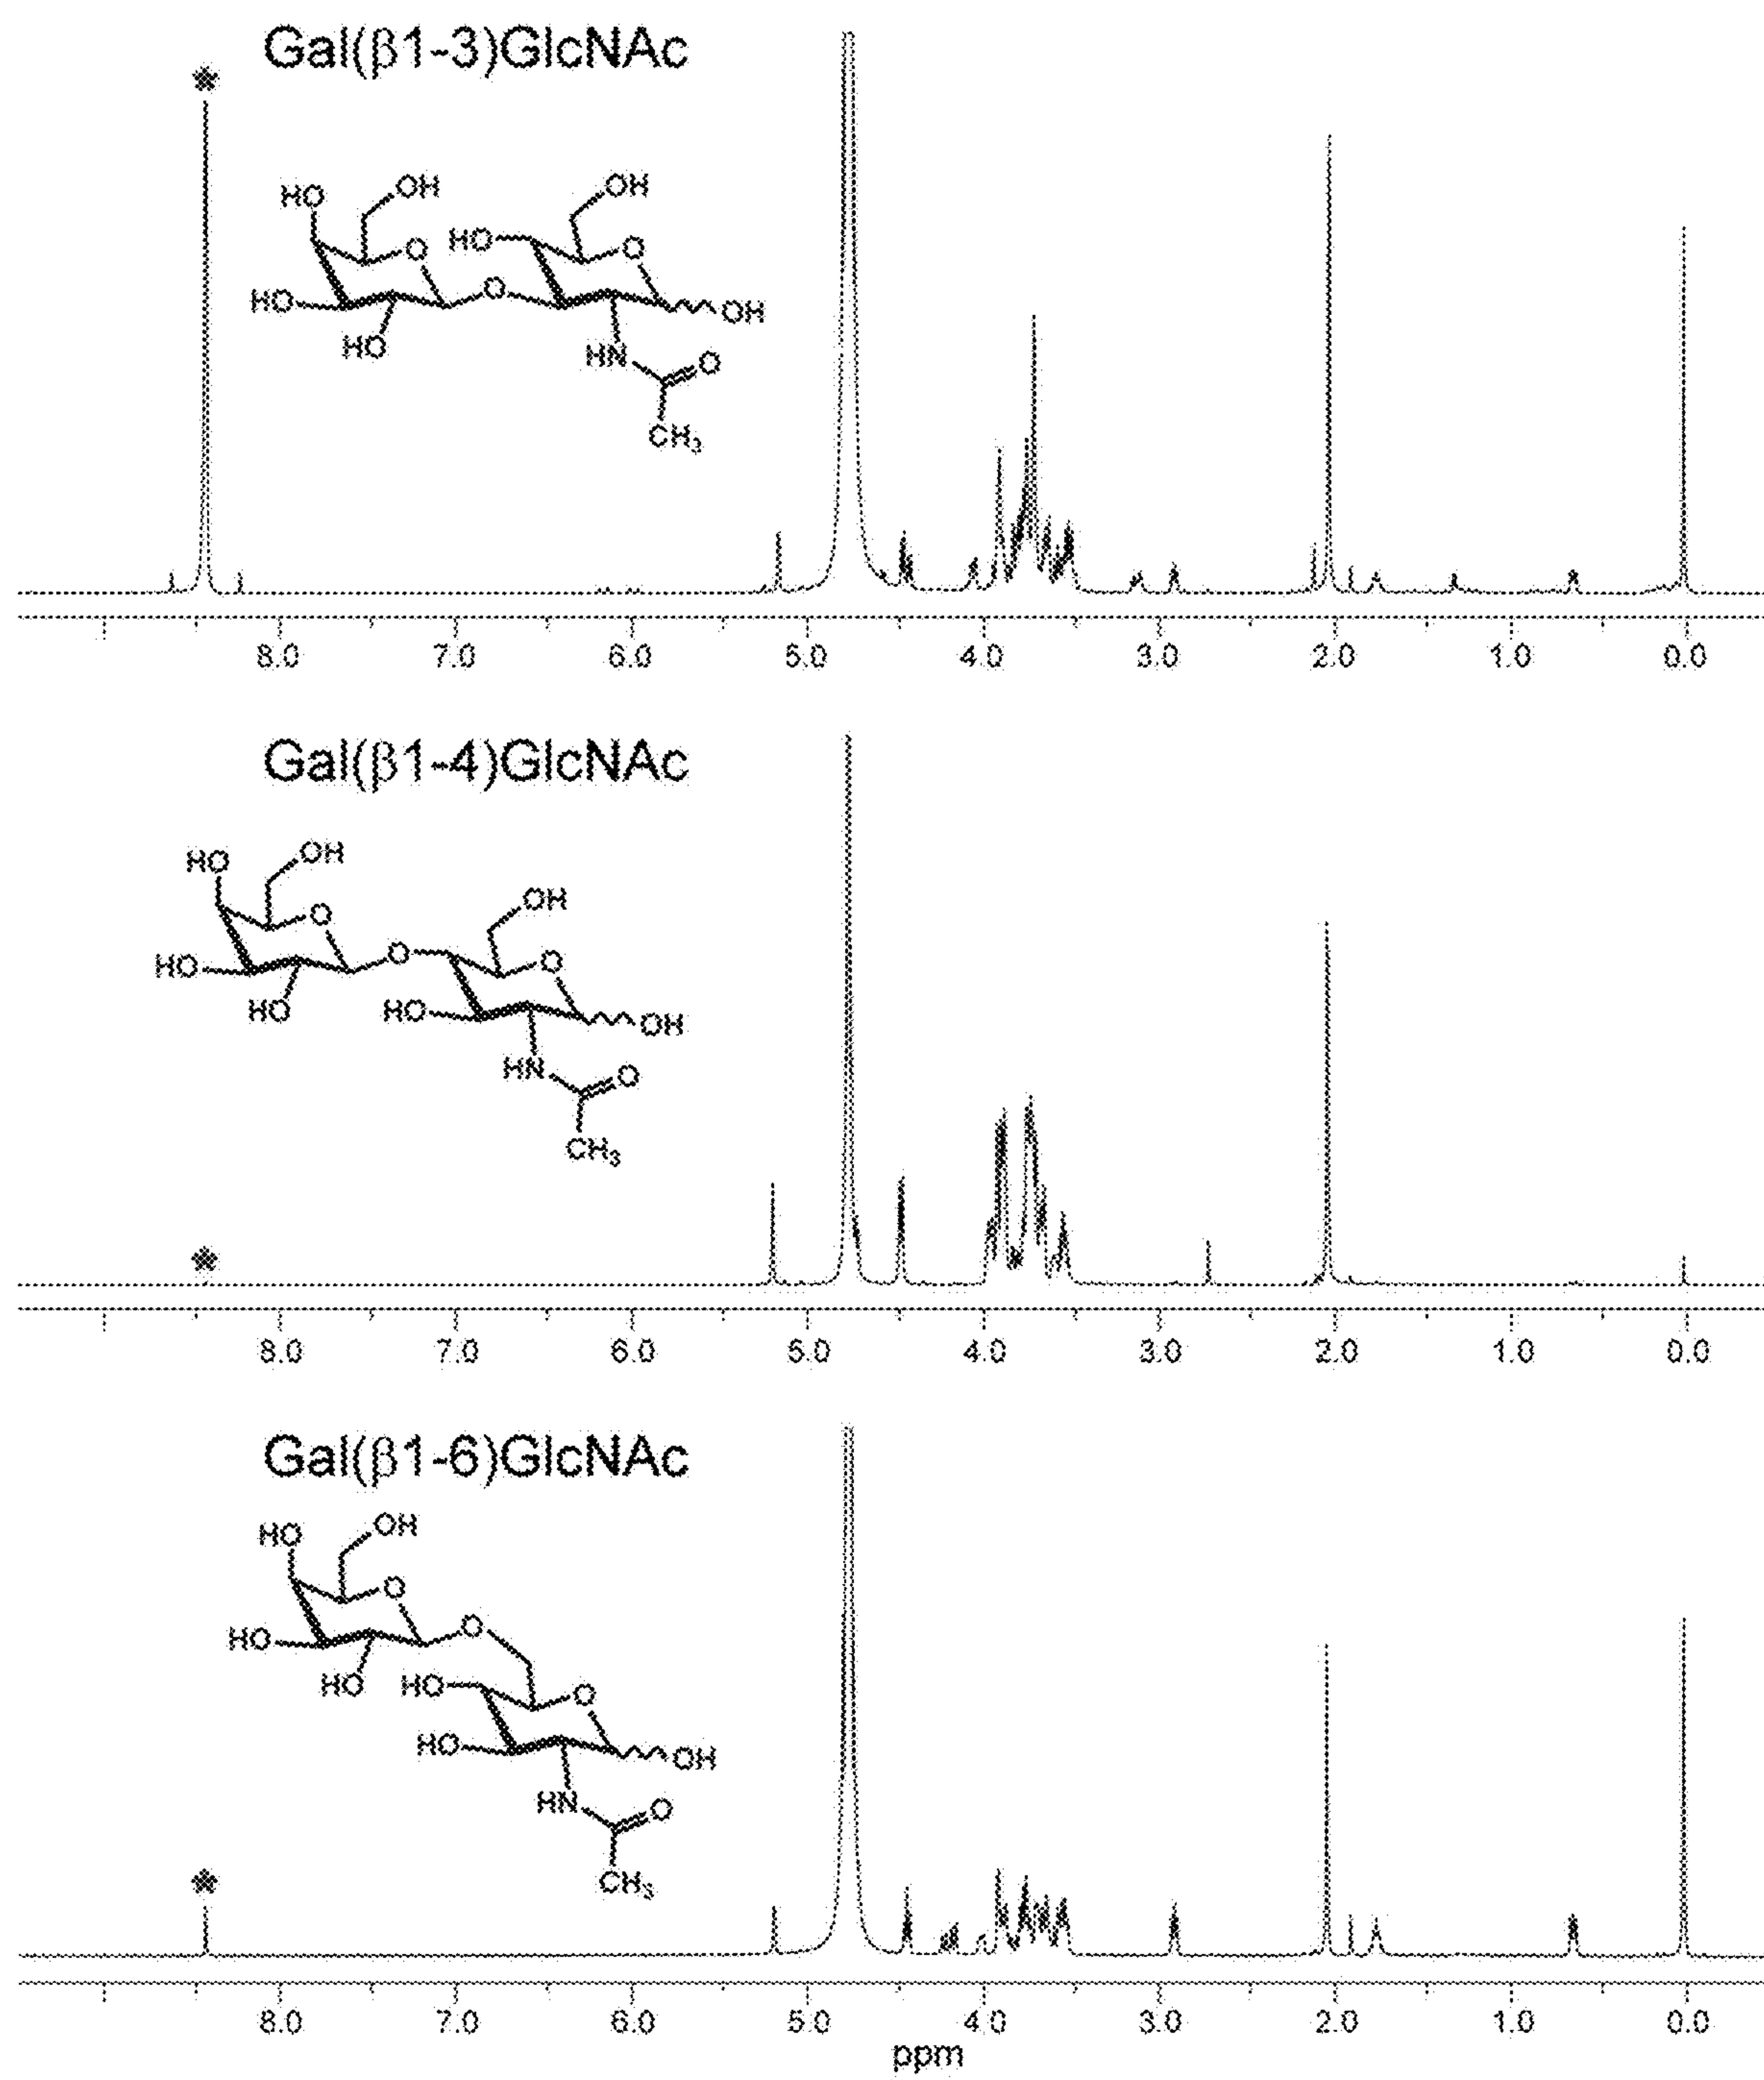 Gal(β1-3)GlcNAc
*
HO OH OH
HO O O
HO O OH
HO HN O
CH3
8.0 7.0 6.0 5.0 4.0 3.0 2.0 1.0 0.0
Gal(β1-4)GlcNAc
HO OH
OH
O O O
HO HO HO OH
HN O
CH3
*
8.0 7.0 6.0 5.0 4.0 3.0 2.0 1.0 0.0
Gal(β1-6)GlcNAc
HO OH
O
HO O
HO HO O
HO OH
HN O
CH3
*
8.0 7.0 6.0 5.0 4.0 3.0 2.0 1.0 0.0
ppm